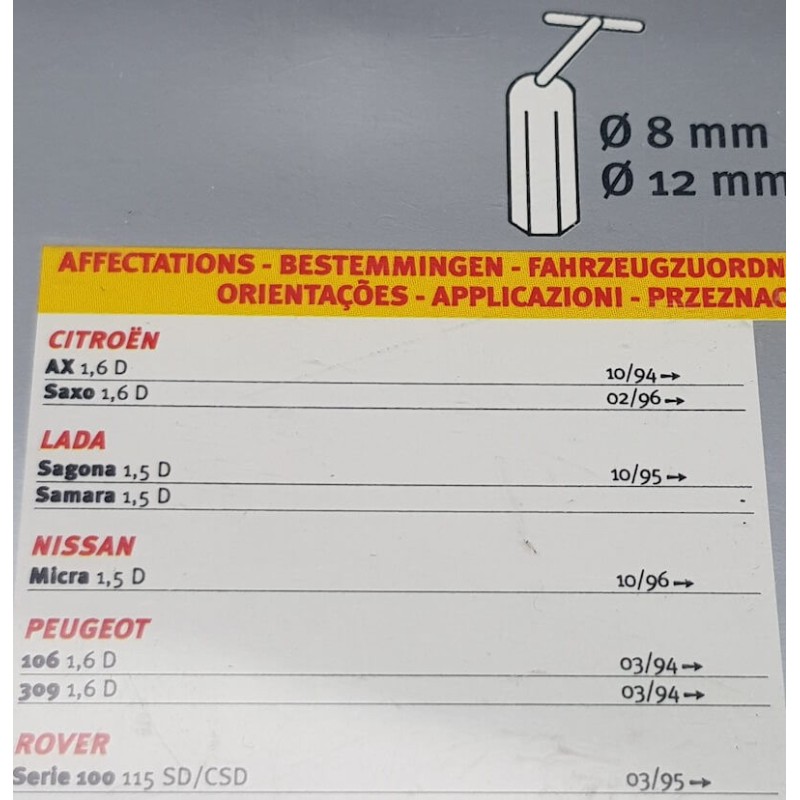 Ø 8 mm
Ø 12 mm
AFFECTATIONS - BESTEMMINGEN - FAHRZEUGZUORDN
ORIENTAÇÕES - APPLICAZIONI - PRZEZNAC
CITROËN
AX 1,6 D 10/94→
Saxo 1,6 D 02/96→
LADA
Sagona 1,5 D 10/95→
Samara 1,5 D -
NISSAN
Micra 1,5 D 10/96→
PEUGEOT
106 1,6 D 03/94→
309 1,6 D 03/94→
ROVER
Serie 100 115 SD/CSD 03/95→